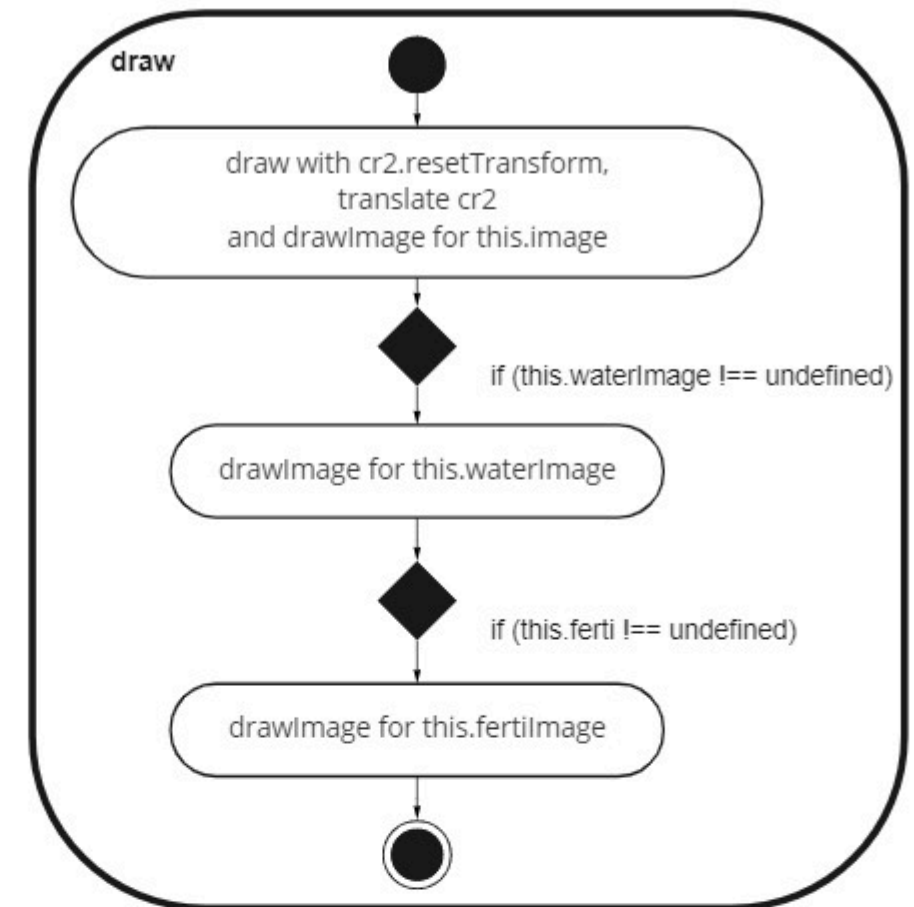 draw
draw with cr2.resetTransform,
translate cr2
and drawImage for this.image
if (this.waterImage !== undefined)
drawImage for this.waterImage
if (this.ferti !== undefined)
drawImage for this.fertiImage